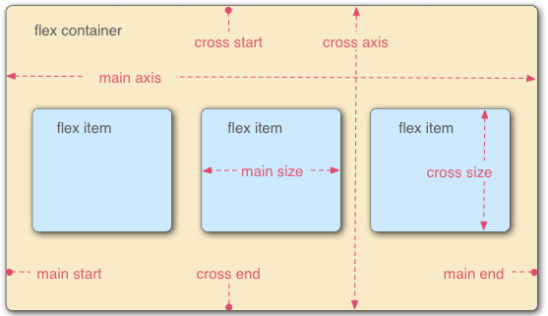 flex container
cross start
cross axis
main axis
flex item
flex item
flex item
main size
cross size
main start
cross end
main end